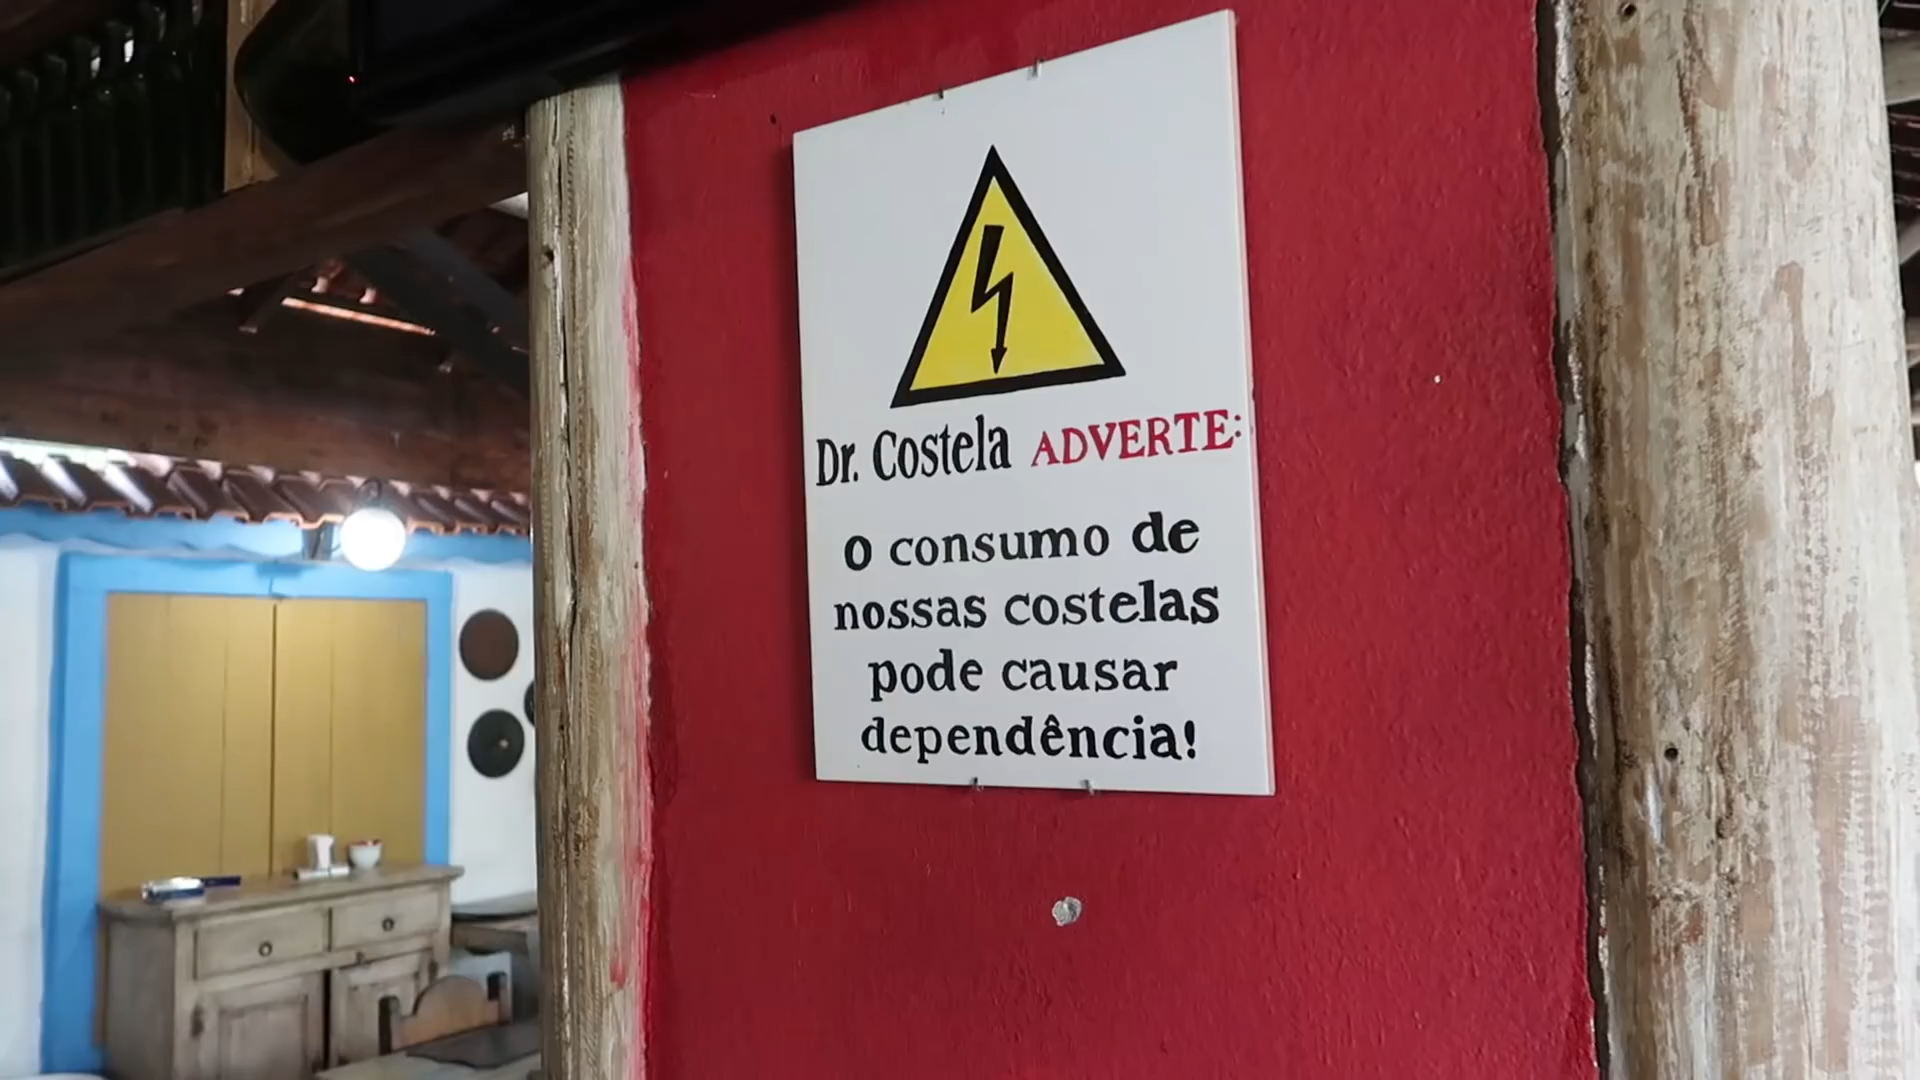 Dr. Costela ADVERTE:
O consumo de
nossas costelas
pode causar
dependência!